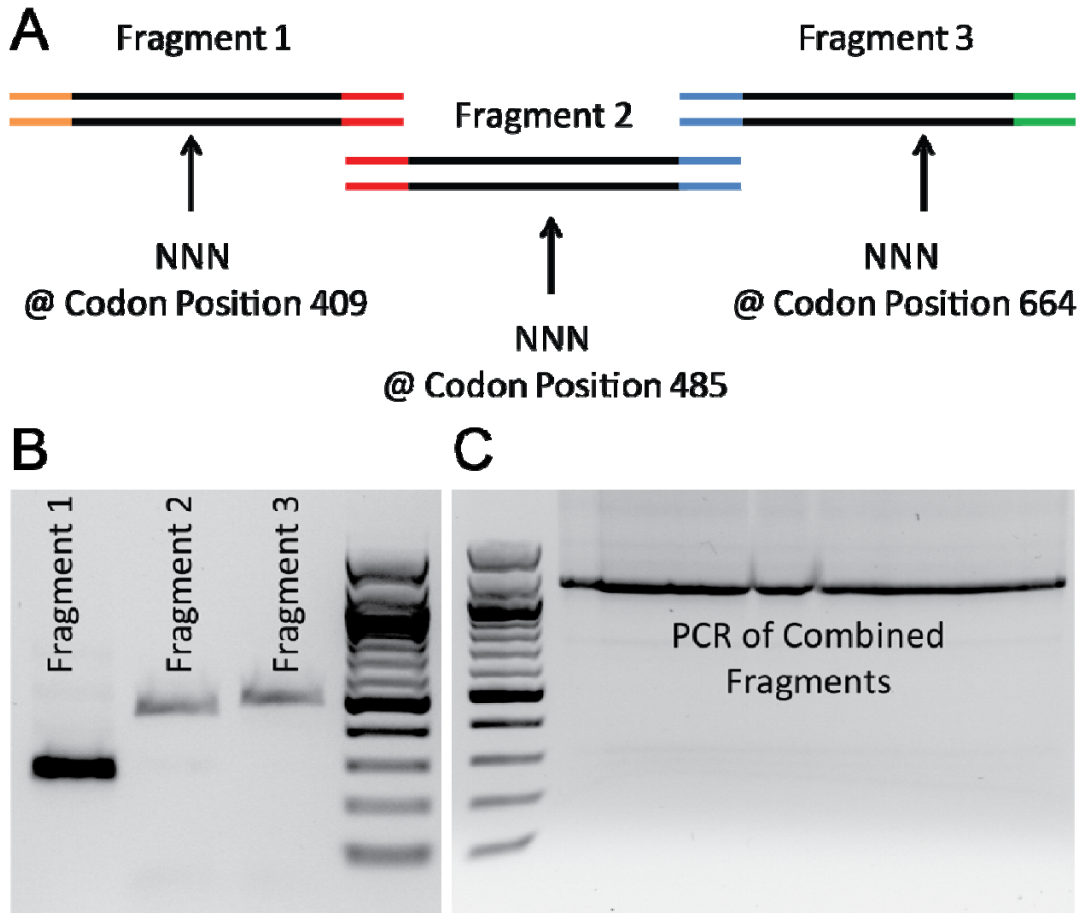 A
Fragment 1
Fragment 3
Fragment 2
NNN
@ Codon Position 409
NNN
@ Codon Position 664
NNN
@ Codon Position 485
B
C
Fragment 1
Fragment 2
Fragment 3
PCR of Combined
Fragments